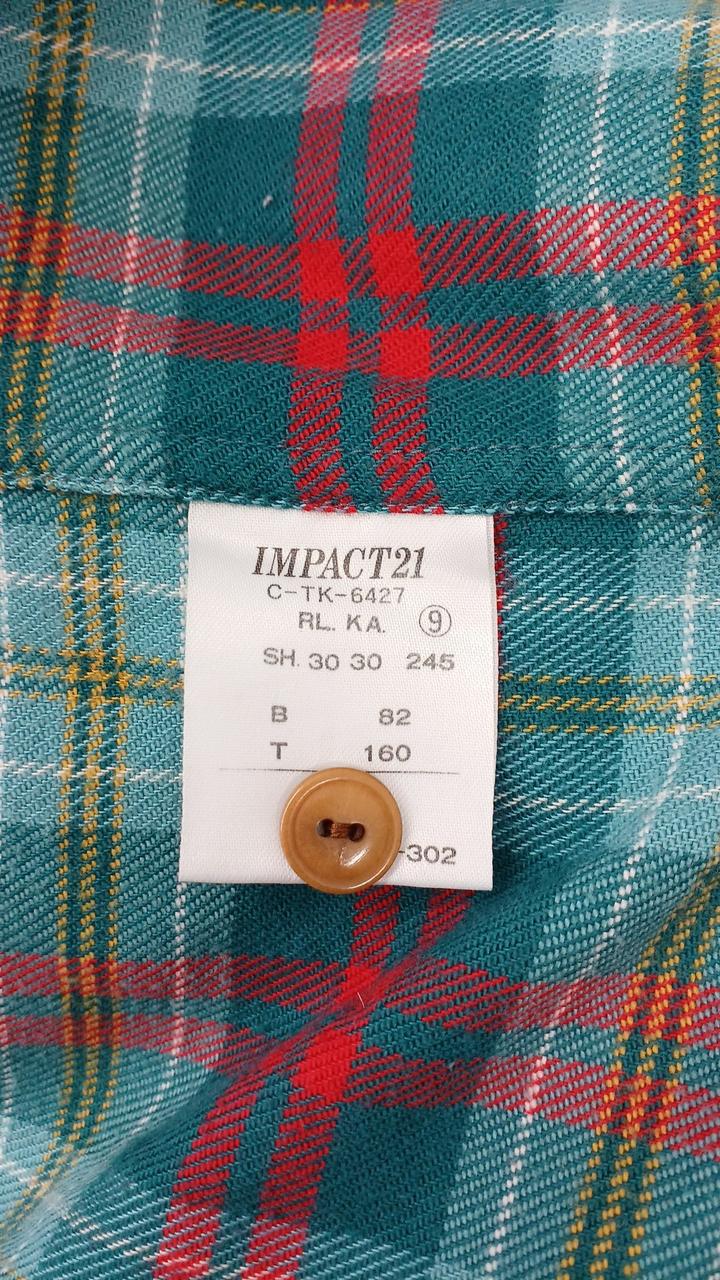 IMPACT21
C-TK-6427
RL. KA. ⑨
SH. 30 30 245
B 82
T 160
-302